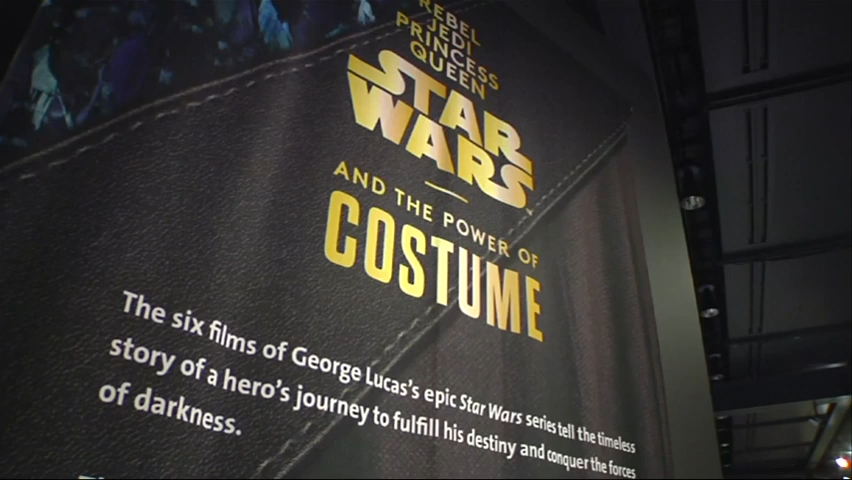 REBEL
JEDI
PRINCESS
QUEEN
STAR
WARS
AND THE POWER OF
COSTUME
The six films of George Lucas's epic Star Wars series tell the timeless
story of a hero's journey to fulfill his destiny and conquer the forces
of darkness.